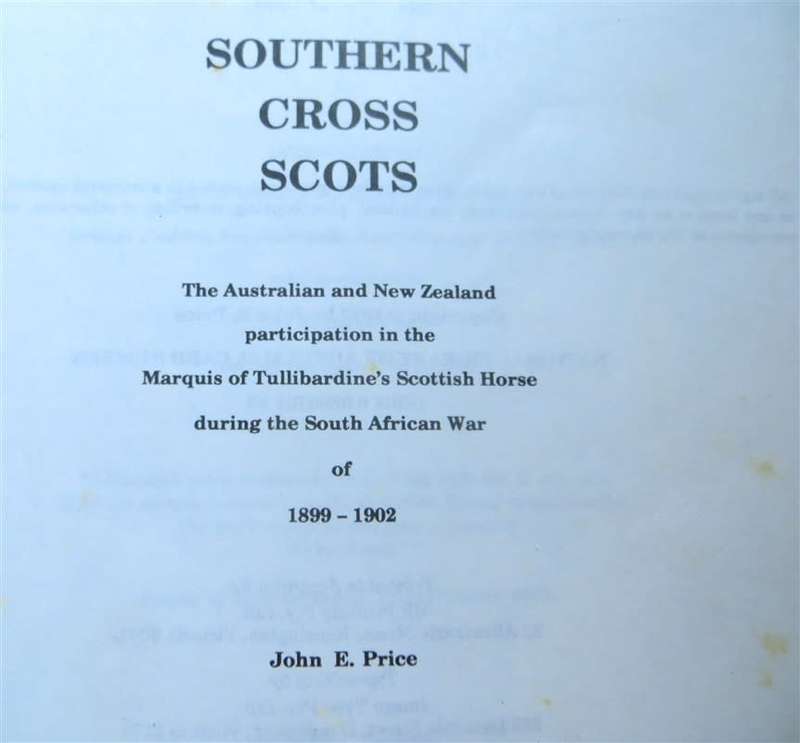 SOUTHERN
CROSS
SCOTS
The Australian and New Zealand
participation in the
Marquis of Tullibardine's Scottish Horse
during the South African War
of
1899 – 1902
John E. Price